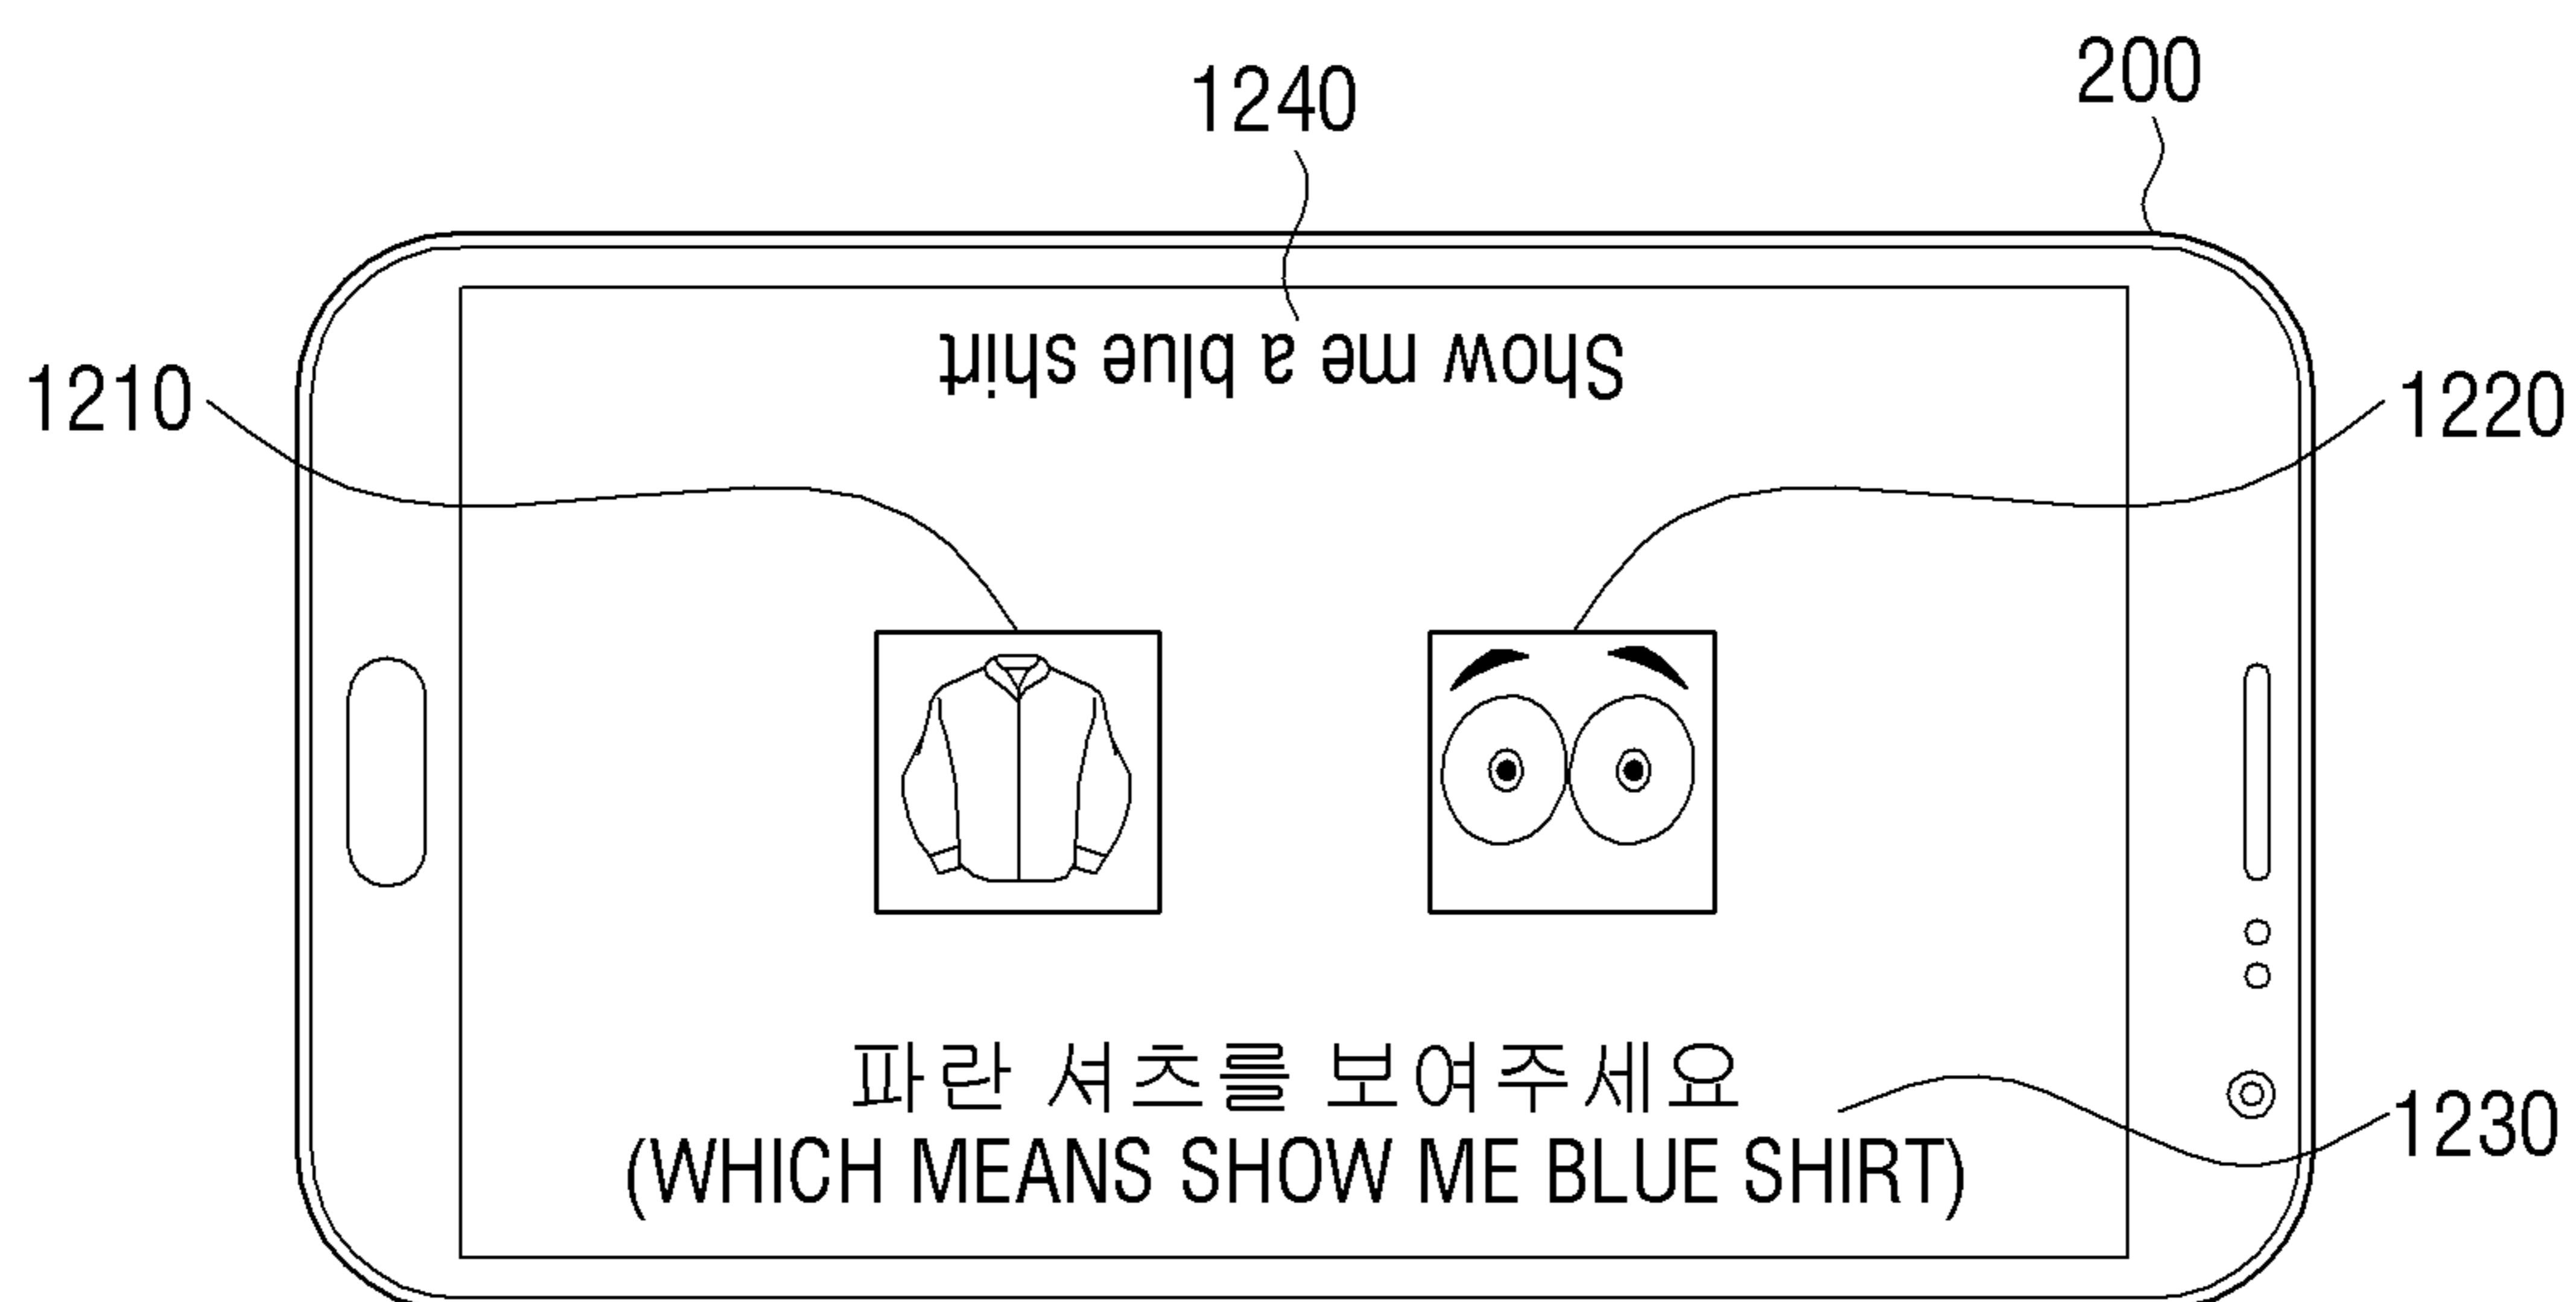 1240
200
Show me a blue shirt
1210
1220
파란 셔츠를 보여주세요
(WHICH MEANS SHOW ME BLUE SHIRT)
1230